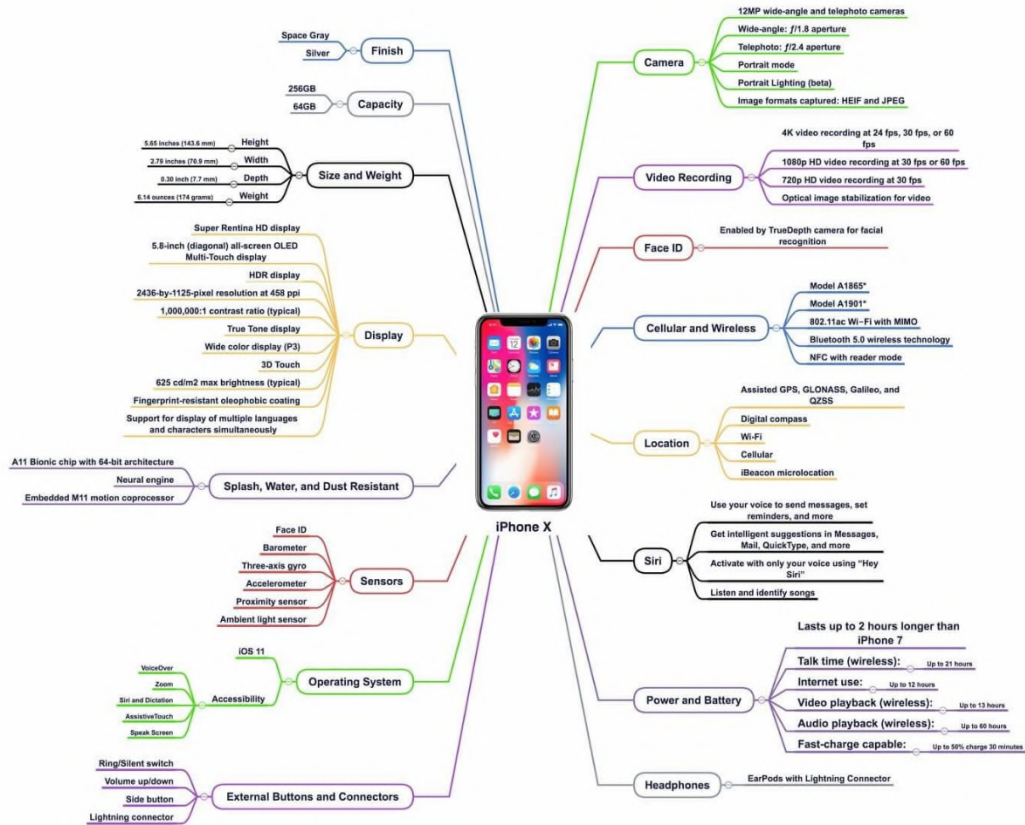 Space Gray
Silver
Finish
256GB
64GB
Capacity
5.65 inches (143.6 mm)
Height
2.79 inches (70.9 mm)
Width
0.30 inch (7.7 mm)
Depth
6.14 ounces (174 grams)
Weight
Size and Weight
Super Rentina HD display
5.8-inch (diagonal) all-screen OLED
Multi-Touch display
HDR display
2436-by-1125-pixel resolution at 458 ppi
1,000,000:1 contrast ratio (typical)
True Tone display
Wide color display (P3)
3D Touch
625 cd/m2 max brightness (typical)
Fingerprint-resistant oleophobic coating
Support for display of multiple languages
and characters simultaneously
Display
A11 Bionic chip with 64-bit architecture
Neural engine
Embedded M11 motion coprocessor
Splash, Water, and Dust Resistant
Face ID
Barometer
Three-axis gyro
Accelerometer
Proximity sensor
Ambient light sensor
Sensors
iOS 11
VoiceOver
Zoom
Siri and Dictation
AssistiveTouch
Speak Screen
Accessibility
Operating System
Ring/Silent switch
Volume up/down
Side button
Lightning connector
External Buttons and Connectors
12
iPhone X
Camera
12MP wide-angle and telephoto cameras
Wide-angle: ƒ/1.8 aperture
Telephoto: ƒ/2.4 aperture
Portrait mode
Portrait Lighting (beta)
Image formats captured: HEIF and JPEG
Video Recording
4K video recording at 24 fps, 30 fps, or 60
fps
1080p HD video recording at 30 fps or 60 fps
720p HD video recording at 30 fps
Optical image stabilization for video
Face ID
Enabled by TrueDepth camera for facial
recognition
Cellular and Wireless
Model A1865*
Model A1901*
802.11ac Wi-Fi with MIMO
Bluetooth 5.0 wireless technology
NFC with reader mode
Location
Assisted GPS, GLONASS, Galileo, and
QZSS
Digital compass
Wi-Fi
Cellular
iBeacon microlocation
Siri
Use your voice to send messages, set
reminders, and more
Get intelligent suggestions in Messages,
Mail, QuickType, and more
Activate with only your voice using “Hey
Siri”
Listen and identify songs
Power and Battery
Lasts up to 2 hours longer than
iPhone 7
Talk time (wireless):
Up to 21 hours
Internet use:
Up to 12 hours
Video playback (wireless):
Up to 13 hours
Audio playback (wireless):
Up to 60 hours
Fast-charge capable:
Up to 50% charge 30 minutes
Headphones
EarPods with Lightning Connector